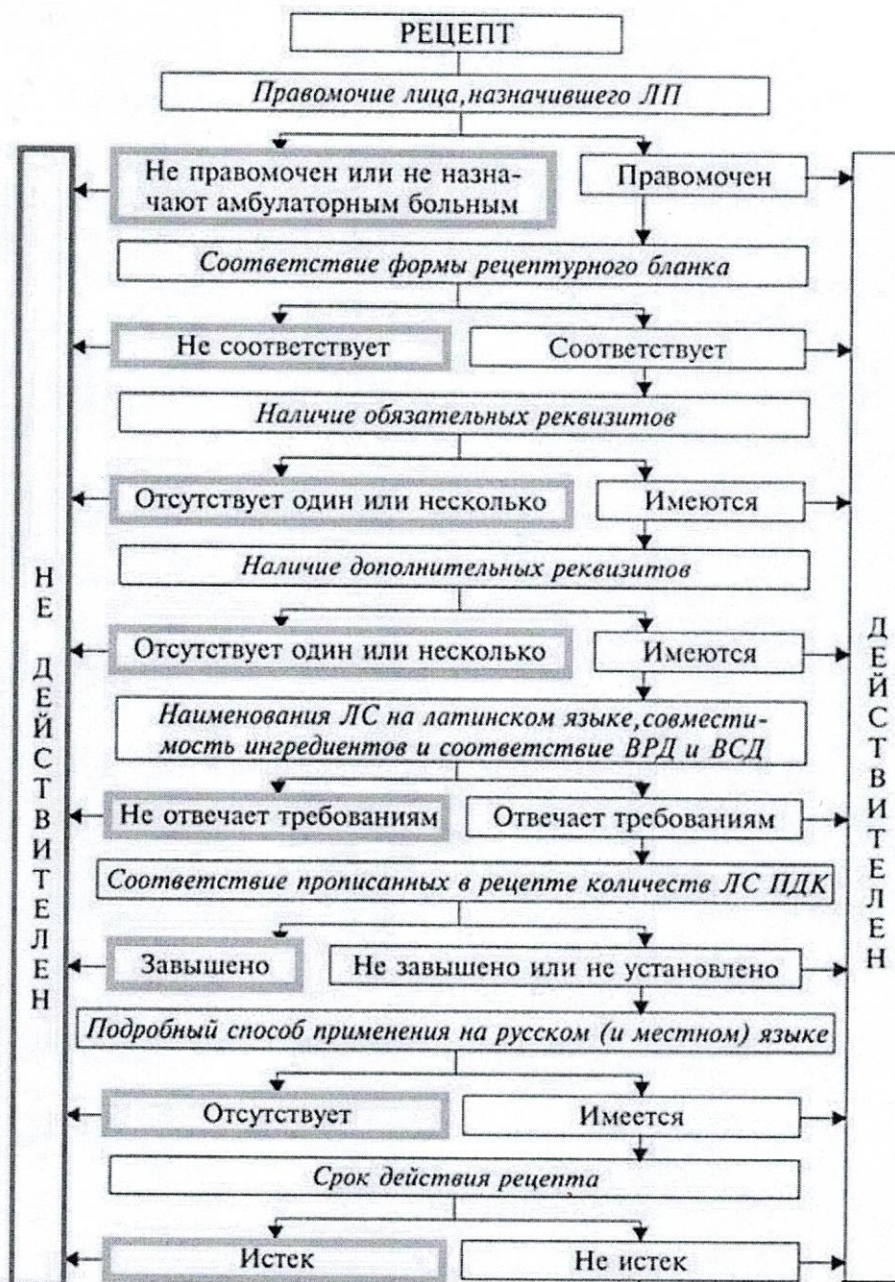 РЕЦЕПТ
Правомочие лица, назначившего ЛП
Не правомочен или не назна-
чают амбулаторным больным
Правомочен
Соответствие формы рецептурного бланка
Не соответствует
Соответствует
Наличие обязательных реквизитов
Отсутствует один или несколько
Имеются
Наличие дополнительных реквизитов
Отсутствует один или несколько
Имеются
Наименования ЛС на латинском языке, совмести-
мость ингредиентов и соответствие ВРД и ВСД
Не отвечает требованиям
Отвечает требованиям
Соответствие прописанных в рецепте количеств ЛС ПДК
Завышено
Не завышено или не установлено
Подробный способ применения на русском (и местном) языке
Отсутствует
Имеется
Срок действия рецепта
Истек
Не истек
НЕ ДЕЙСТВИТЕЛЕН
ДЕЙСТВИТЕЛЕН